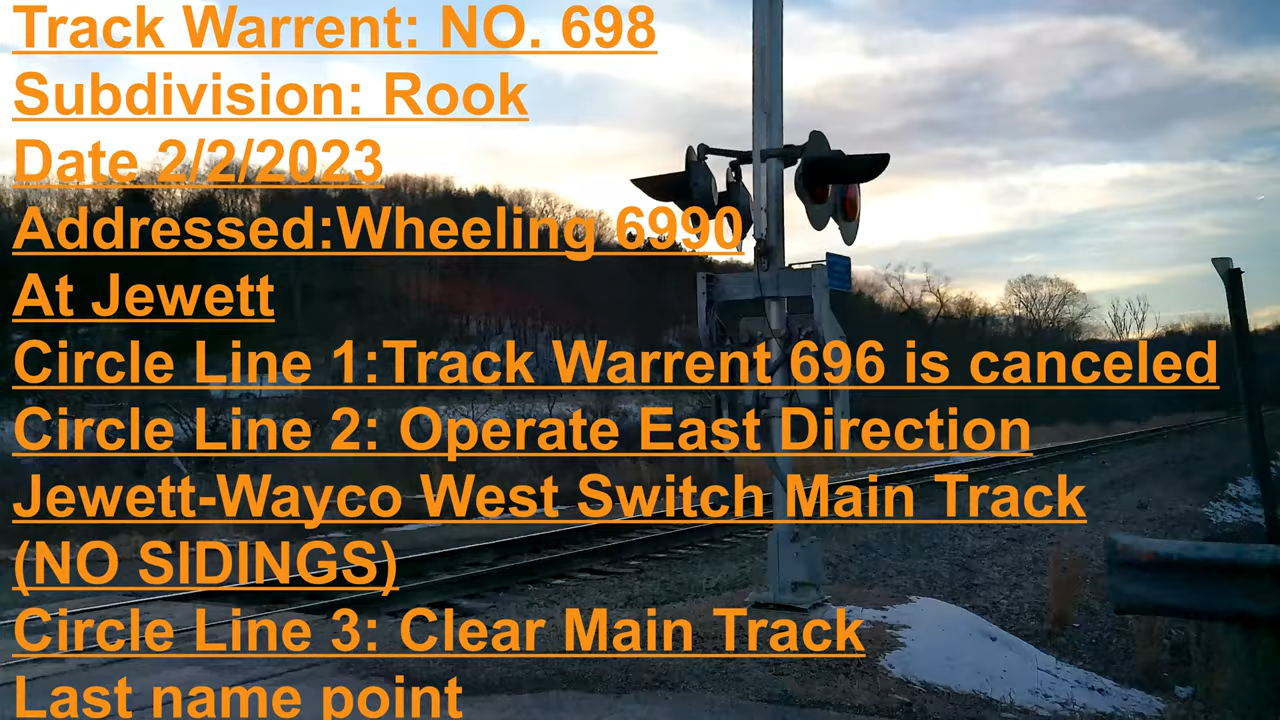 Track Warrent: NO. 698
Subdivision: Rook
Date 2/2/2023
Addressed:Wheeling 6990
At Jewett
Circle Line 1:Track Warrent 696 is canceled
Circle Line 2: Operate East Direction
Jewett-Wayco West Switch Main Track
(NO SIDINGS)
Circle Line 3: Clear Main Track
Last name point